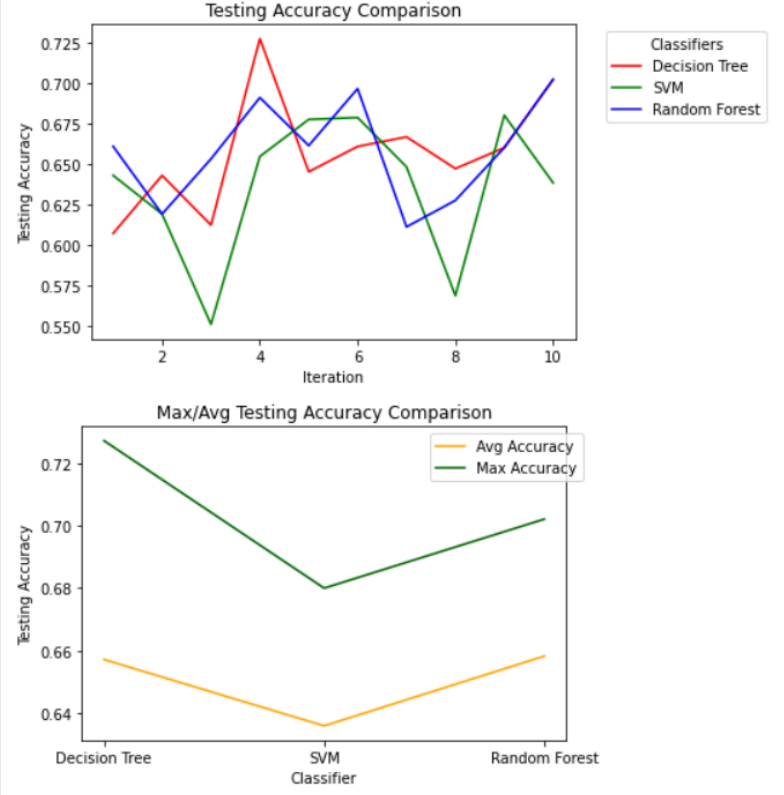 Testing Accuracy Comparison
Classifiers
Decision Tree
SVM
Random Forest
Testing Accuracy
0.725
0.700
0.675
0.650
0.625
0.600
0.575
0.550
2 4 6 8 10
Iteration
Max/Avg Testing Accuracy Comparison
Avg Accuracy
Max Accuracy
Testing Accuracy
0.72
0.70
0.68
0.66
0.64
Decision Tree SVM Random Forest
Classifier